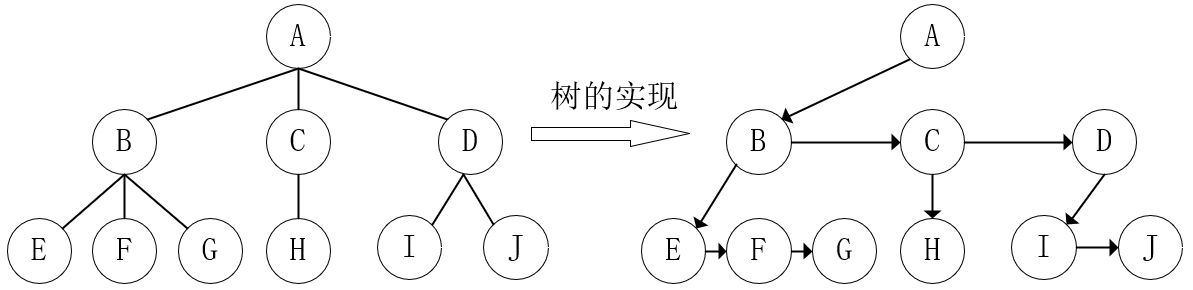 A A
树的实现
B C D B C D
E F G H I J E F G H I J